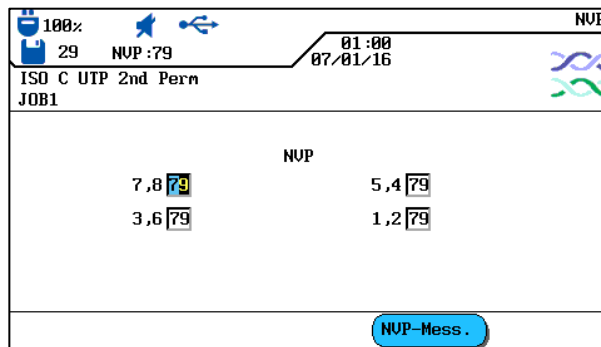 100% NVP
29 NVP:79 01:00
07/01/16
ISO C UTP 2nd Perm
JOB1
NVP
7,8 79 5,4 79
3,6 79 1,2 79
NVP-Mess.